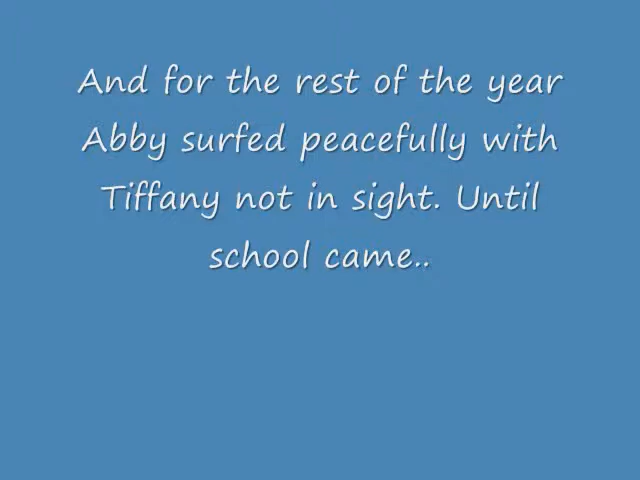 And for the rest of the year
Abby surfed peacefully with
Tiffany not in sight. Until
school came..